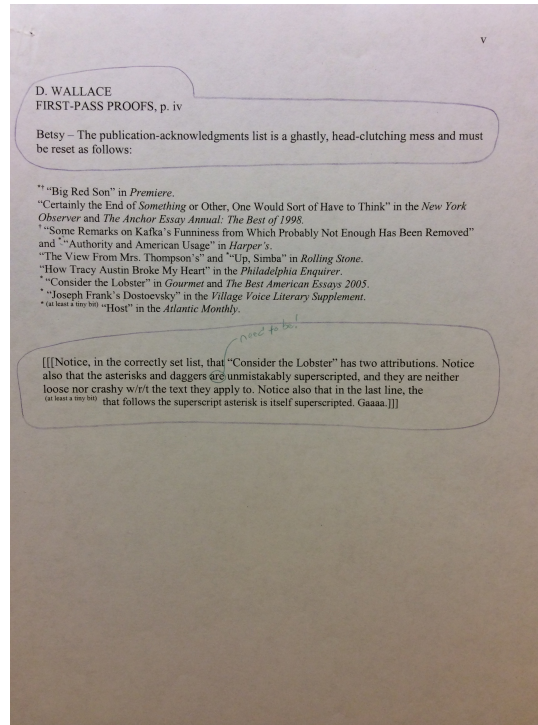 v
D. WALLACE
FIRST-PASS PROOFS, p. iv
Betsy – The publication-acknowledgments list is a ghastly, head-clutching mess and must
be reset as follows:
*† “Big Red Son” in Premiere.
“Certainly the End of Something or Other, One Would Sort of Have to Think” in the New York
Observer and The Anchor Essay Annual: The Best of 1998.
† “Some Remarks on Kafka’s Funniness from Which Probably Not Enough Has Been Removed”
and * “Authority and American Usage” in Harper’s.
“The View From Mrs. Thompson’s” and * “Up, Simba” in Rolling Stone.
“How Tracy Austin Broke My Heart” in the Philadelphia Enquirer.
* “Consider the Lobster” in Gourmet and The Best American Essays 2005.
* “Joseph Frank’s Dostoevsky” in the Village Voice Literary Supplement.
* (at least a tiny bit) “Host” in the Atlantic Monthly.
need to be!
[[[Notice, in the correctly set list, that “Consider the Lobster” has two attributions. Notice
also that the asterisks and daggers are unmistakably superscripted, and they are neither
loose nor crashy w/r/t the text they apply to. Notice also that in the last line, the
(at least a tiny bit) that follows the superscript asterisk is itself superscripted. Gaaaa.]]]